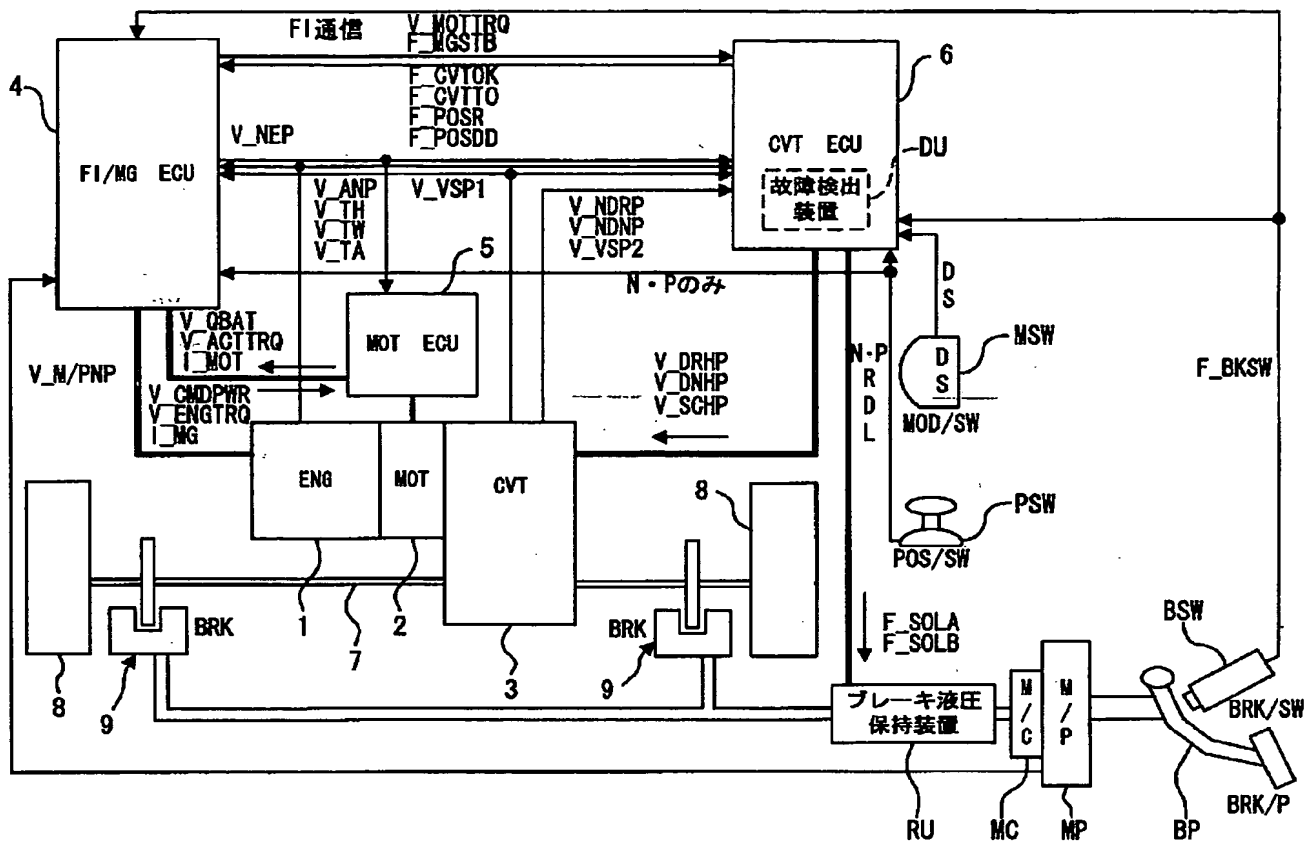 FI通信
V_MOTTRQ
F_MGSTB
F_CVTOK
F_CVTTO
F_POSR
F_POSDD
4
6
V_NEP
FI/MG ECU
CVT ECU
故障検出
装置
DU
V_ANP
V_TH
V_TW
V_TA
V_VSP1
V_NDRP
V_NDNP
V_VSP2
5
N・Pのみ
DS
MOT ECU
V_QBAT
V_ACTTRQ
I_MOT
V_M/PNP
V_CMDPWR
V_ENGTRQ
I_MG
V_DRHP
V_DNHP
V_SCHP
N・P
R
D
L
DS
MSW
MOD/SW
F_BKSW
ENG
MOT
CVT
8
PSW
POS/SW
BRK
1
2
7
3
BRK
9
8
9
F_SOLA
F_SOLB
BSW
BRK/SW
ブレーキ液圧
保持装置
M/C
M/P
BRK/P
RU
MC
MP
BP